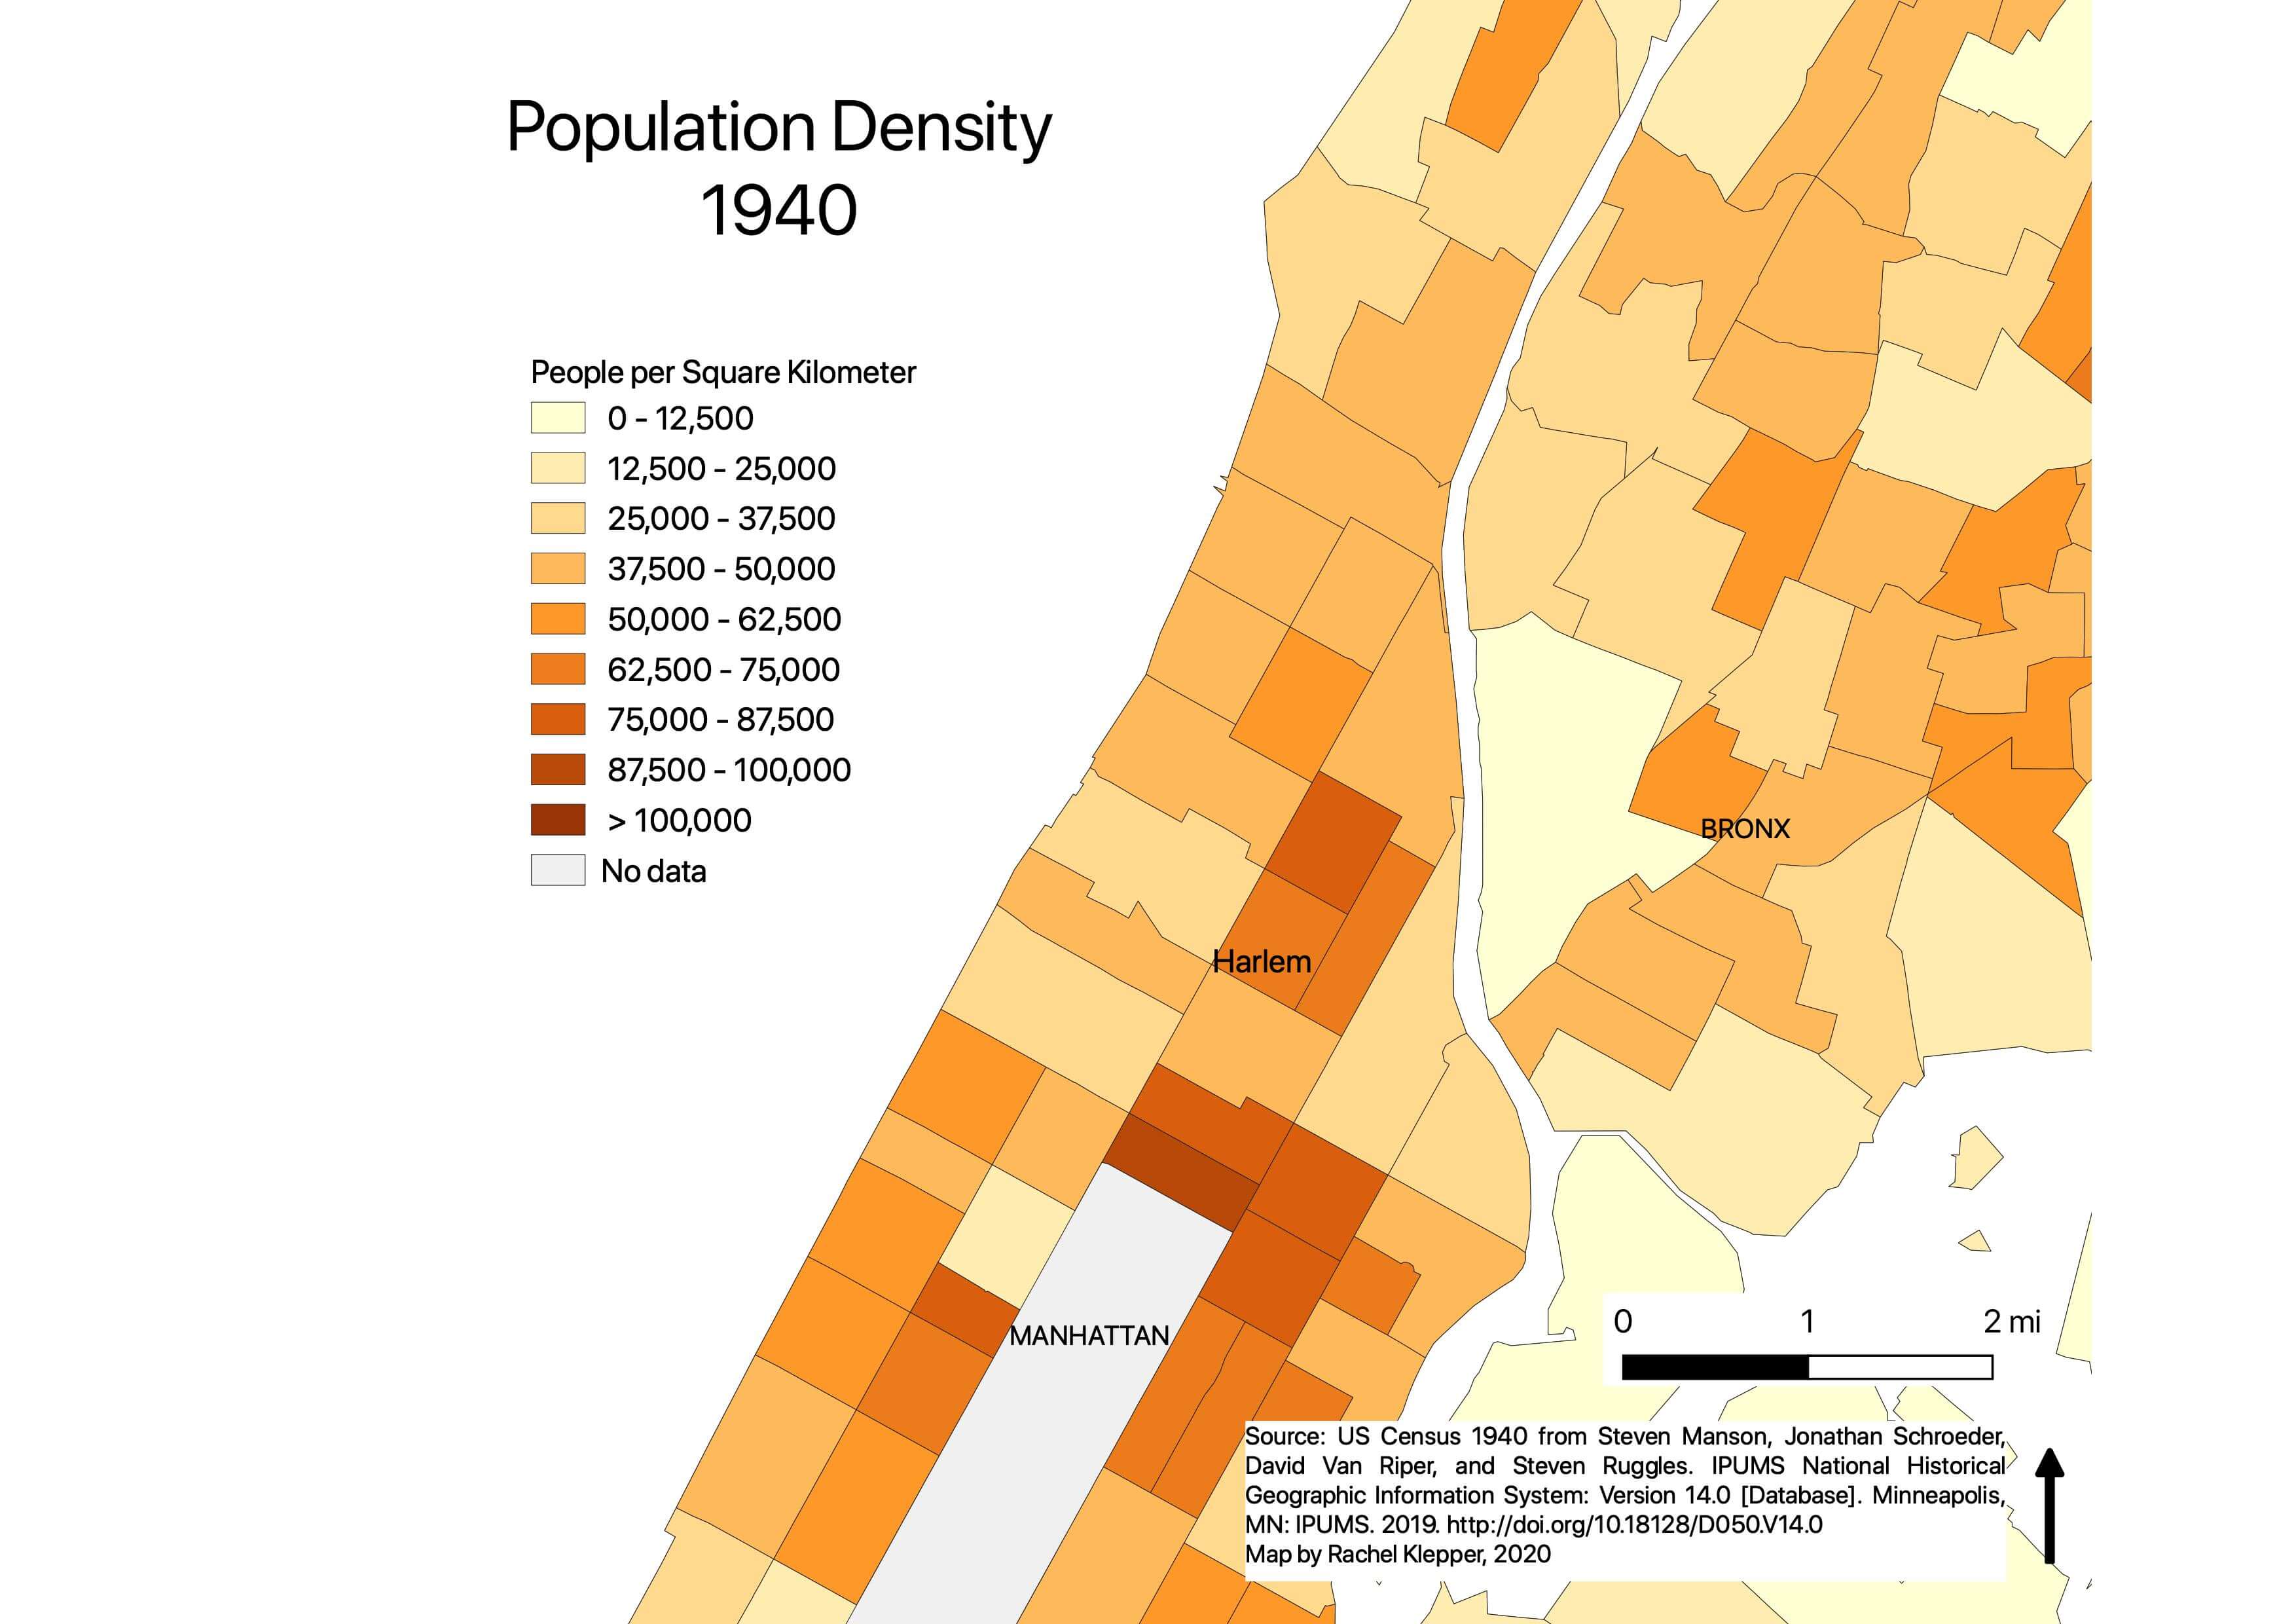 Population Density
1940
People per Square Kilometer
0 - 12,500
12,500 - 25,000
25,000 - 37,500
37,500 - 50,000
50,000 - 62,500
62,500 - 75,000
75,000 - 87,500
87,500 - 100,000
> 100,000
No data
BRONX
Harlem
MANHATTAN
0 1 2 mi
Source: US Census 1940 from Steven Manson, Jonathan Schroeder,
David Van Riper, and Steven Ruggles. IPUMS National Historical
Geographic Information System: Version 14.0 [Database]. Minneapolis,
MN: IPUMS. 2019. http://doi.org/10.18128/D050.V14.0
Map by Rachel Klepper, 2020